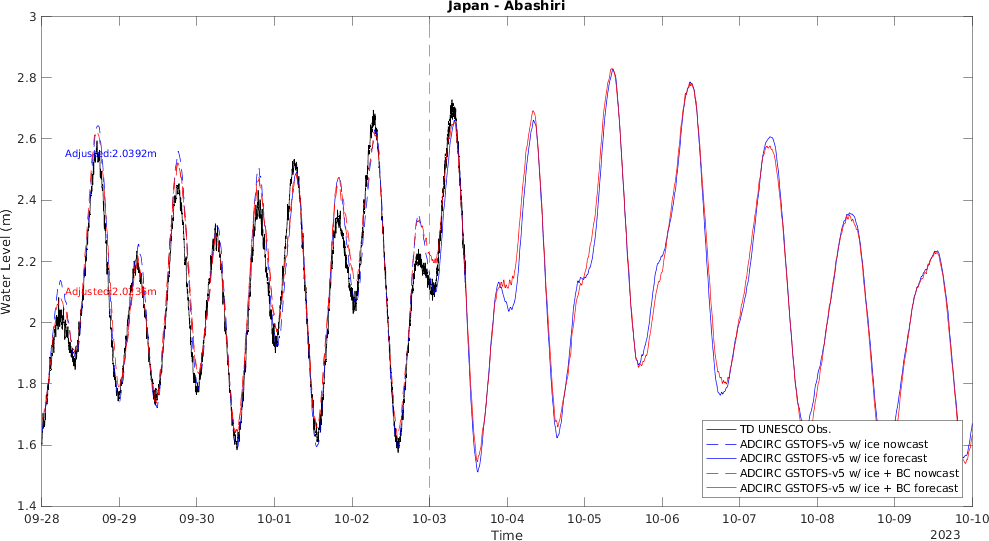 Japan - Abashiri
Water Level (m)
3
2.8
2.6
2.4
2.2
2
1.8
1.6
1.4
Adjusted:2.0392m
TD UNESCO Obs.
ADCIRC GSTOFS-v5 w/ ice nowcast
ADCIRC GSTOFS-v5 w/ ice forecast
ADCIRC GSTOFS-v5 w/ ice + BC nowcast
ADCIRC GSTOFS-v5 w/ ice + BC forecast
09-28 09-29 09-30 10-01 10-02 10-03 10-04 10-05 10-06 10-07 10-08 10-09 10-10
Time
2023